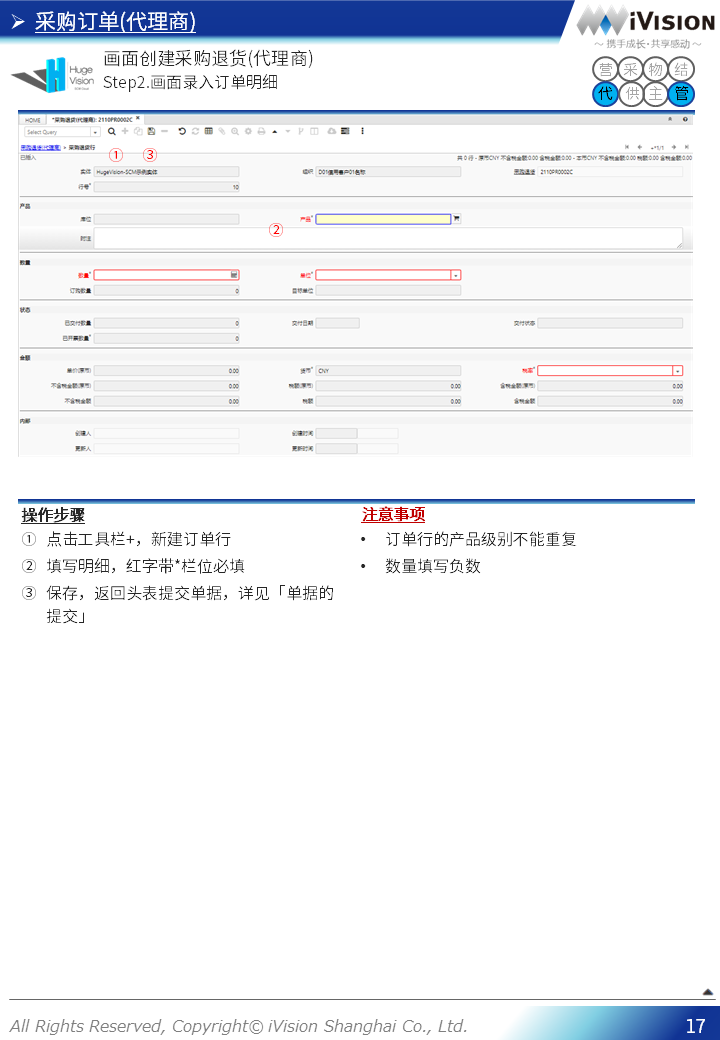 采购订单(代理商)
iVISION
～ 携手成长·共享感动 ～
Huge
Vision
画面创建采购退货(代理商)
Step2.画面录入订单明细
营 采 物 结
代 供 主 管
HOME *采购退货(代理商): 2110PR0002C
Select Query
采购退货(代理商) > 采购退货行
① ③
*1/1
已插入
共 0 行 - 原币CNY 不含税金额:0.00 含税金额:0.00 - 本币CNY 不含税金额:0.00 税额:0.00 含税金额:0.00
实体 HugeVision-SCM示例实体 组织 D01信用客户01名称 采购退货 2110PR0002C
行号* 10
产品
库位 产品*
②
附注
数量
数量* 单位*
订购数量 0 目标单位
状态
已交付数量 0 交付日期 交付状态
已开票数量* 0
金额
单价(原币) 0.00 货币* CNY 税率*
不含税金额(原币) 0.00 税额(原币) 0.00 含税金额(原币) 0.00
不含税金额 0.00 税额 0.00 含税金额 0.00
内部
创建人 创建时间
更新人 更新时间
操作步骤
① 点击工具栏+，新建订单行
② 填写明细，红字带*栏位必填
③ 保存，返回头表提交单据，详见「单据的
提交」
注意事项
• 订单行的产品级别不能重复
• 数量填写负数
All Rights Reserved, Copyright© iVision Shanghai Co., Ltd.
17